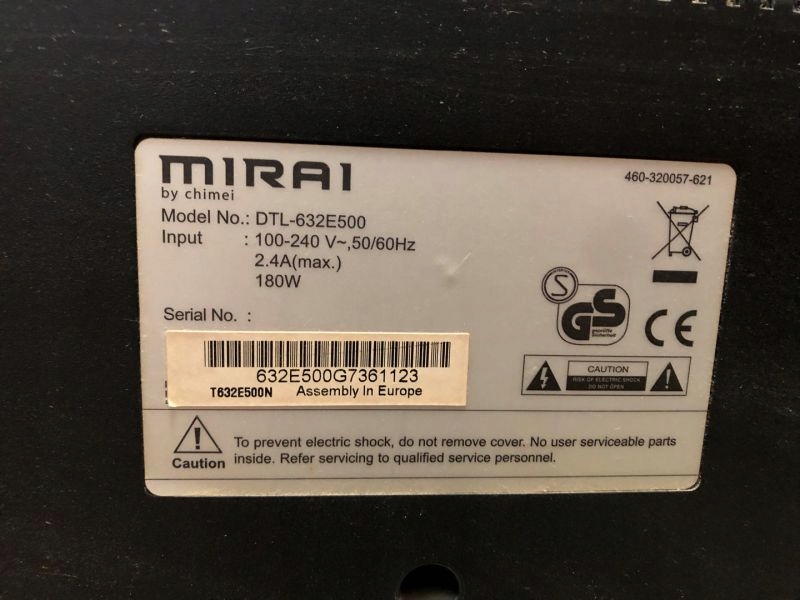 MIRAI
by chimei
460-320057-621
Model No.: DTL-632E500
Input : 100-240 V~,50/60Hz
2.4A(max.)
180W
Serial No. :
632E500G7361123
T632E500N Assembly In Europe
S
GS
geprüfte
Sicherheit
CE
CAUTION
RISK OF ELECTRIC SHOCK
DO NOT OPEN
Caution
To prevent electric shock, do not remove cover. No user serviceable parts
inside. Refer servicing to qualified service personnel.